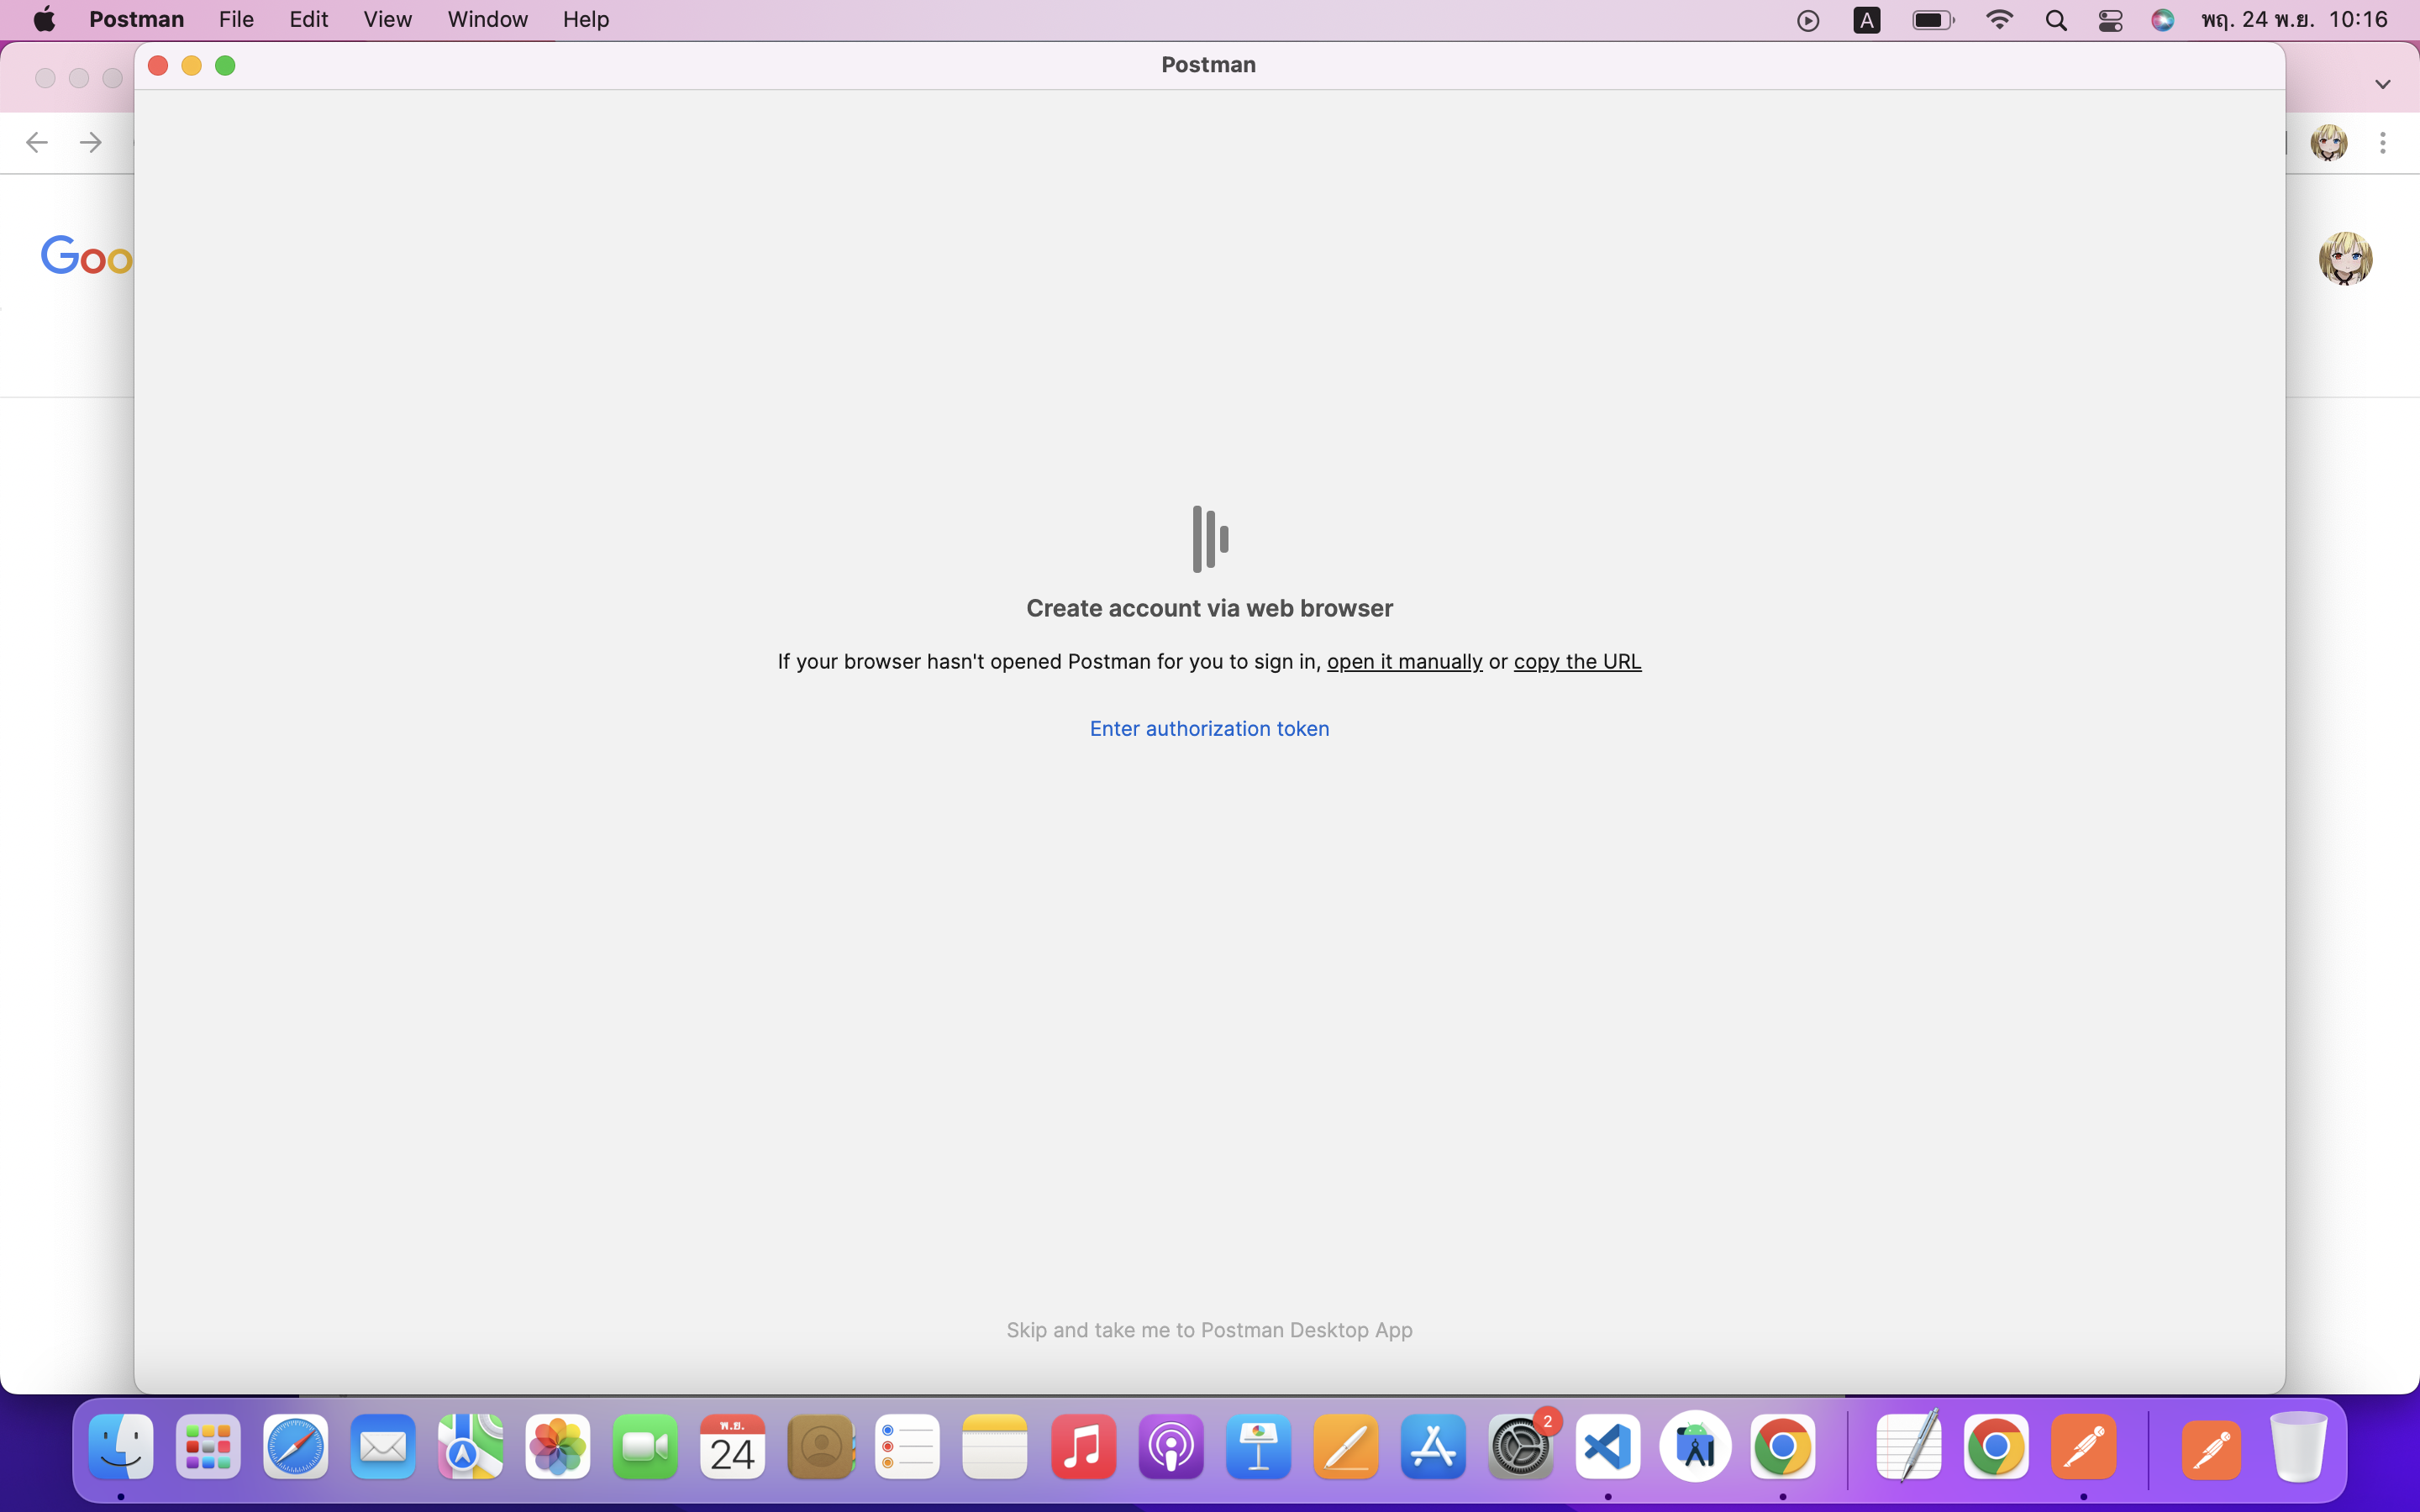 Postman File Edit View Window Help A พฤ. 24 พ.ย. 10:16
Postman
Goo
Create account via web browser
If your browser hasn't opened Postman for you to sign in, open it manually or copy the URL
Enter authorization token
Skip and take me to Postman Desktop App
พ.ย.
24
2